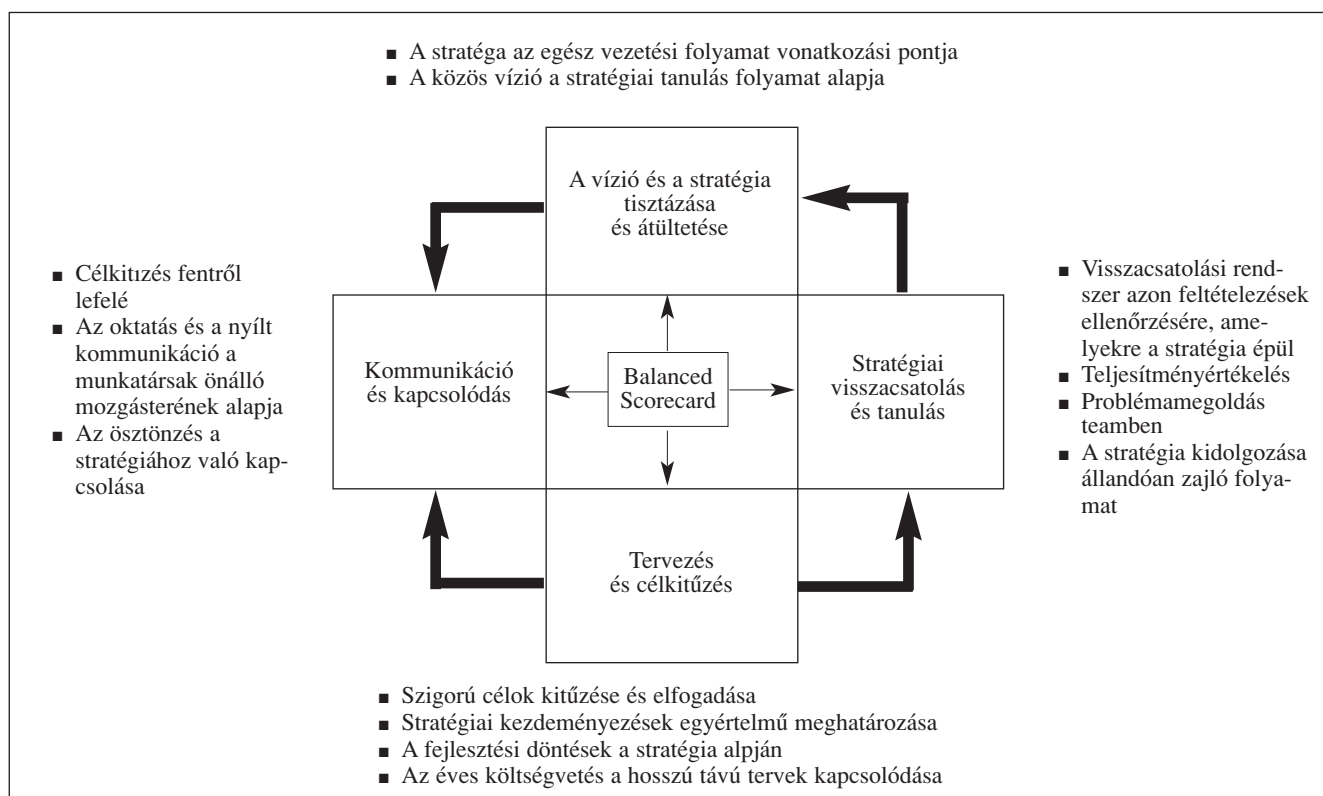 ■ A stratéga az egész vezetési folyamat vonatkozási pontja
■ A közös vízió a stratégiai tanulás folyamat alapja
A vízió és a stratégia
tisztázása
és átültetése
■ Célkitızés fentről
lefelé
■ Az oktatás és a nyílt
kommunikáció a
munkatársak önálló
mozgásterének alapja
■ Az ösztönzés a
stratégiához való kap-
csolása
Kommunikáció
és kapcsolódás
Balanced
Scorecard
Stratégiai
visszacsatolás
és tanulás
■ Visszacsatolási rend-
szer azon feltételezések
ellenőrzésére, ame-
lyekre a stratégia épül
■ Teljesítményértékelés
■ Problémamegoldás
teamben
■ A stratégia kidolgozása
állandóan zajló folya-
mat
Tervezés
és célkitűzés
■ Szigorú célok kitűzése és elfogadása
■ Stratégiai kezdeményezések egyértelmű meghatározása
■ A fejlesztési döntések a stratégia alpján
■ Az éves költségvetés a hosszú távú tervek kapcsolódása